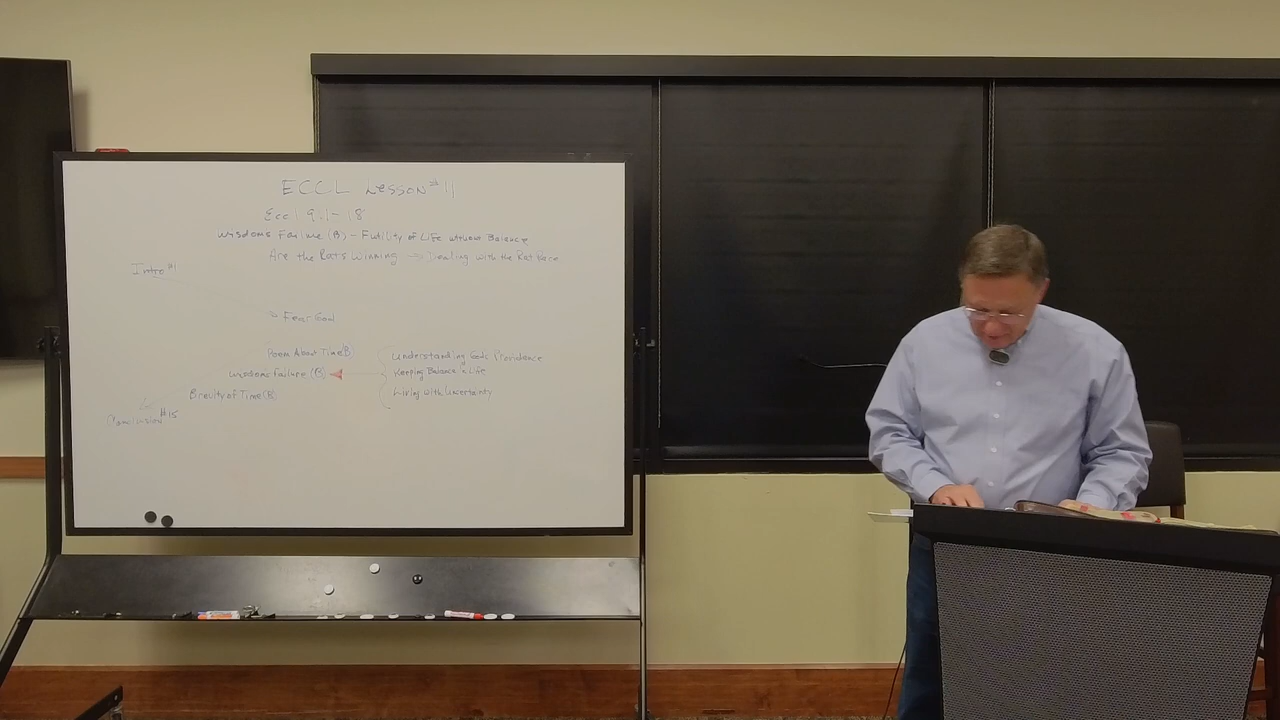 ECCL Lesson #11
Eccl 9:1-18
Wisdoms Failure (B) - Futility of Life without Balance
Are the Rats Winning → Dealing with the Rat Race
Intro #1
Fear God
Poem About Time B
Wisdoms Failure (B)
Brevity of Time (B)
Conclusion #15
Understanding Gods Providence
Keeping Balance in Life
Living with Uncertainty